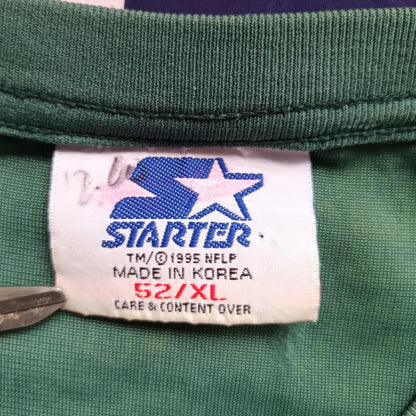 STARTER
TM/© 1995 NFLP
MADE IN KOREA
52/XL
CARE & CONTENT OVER